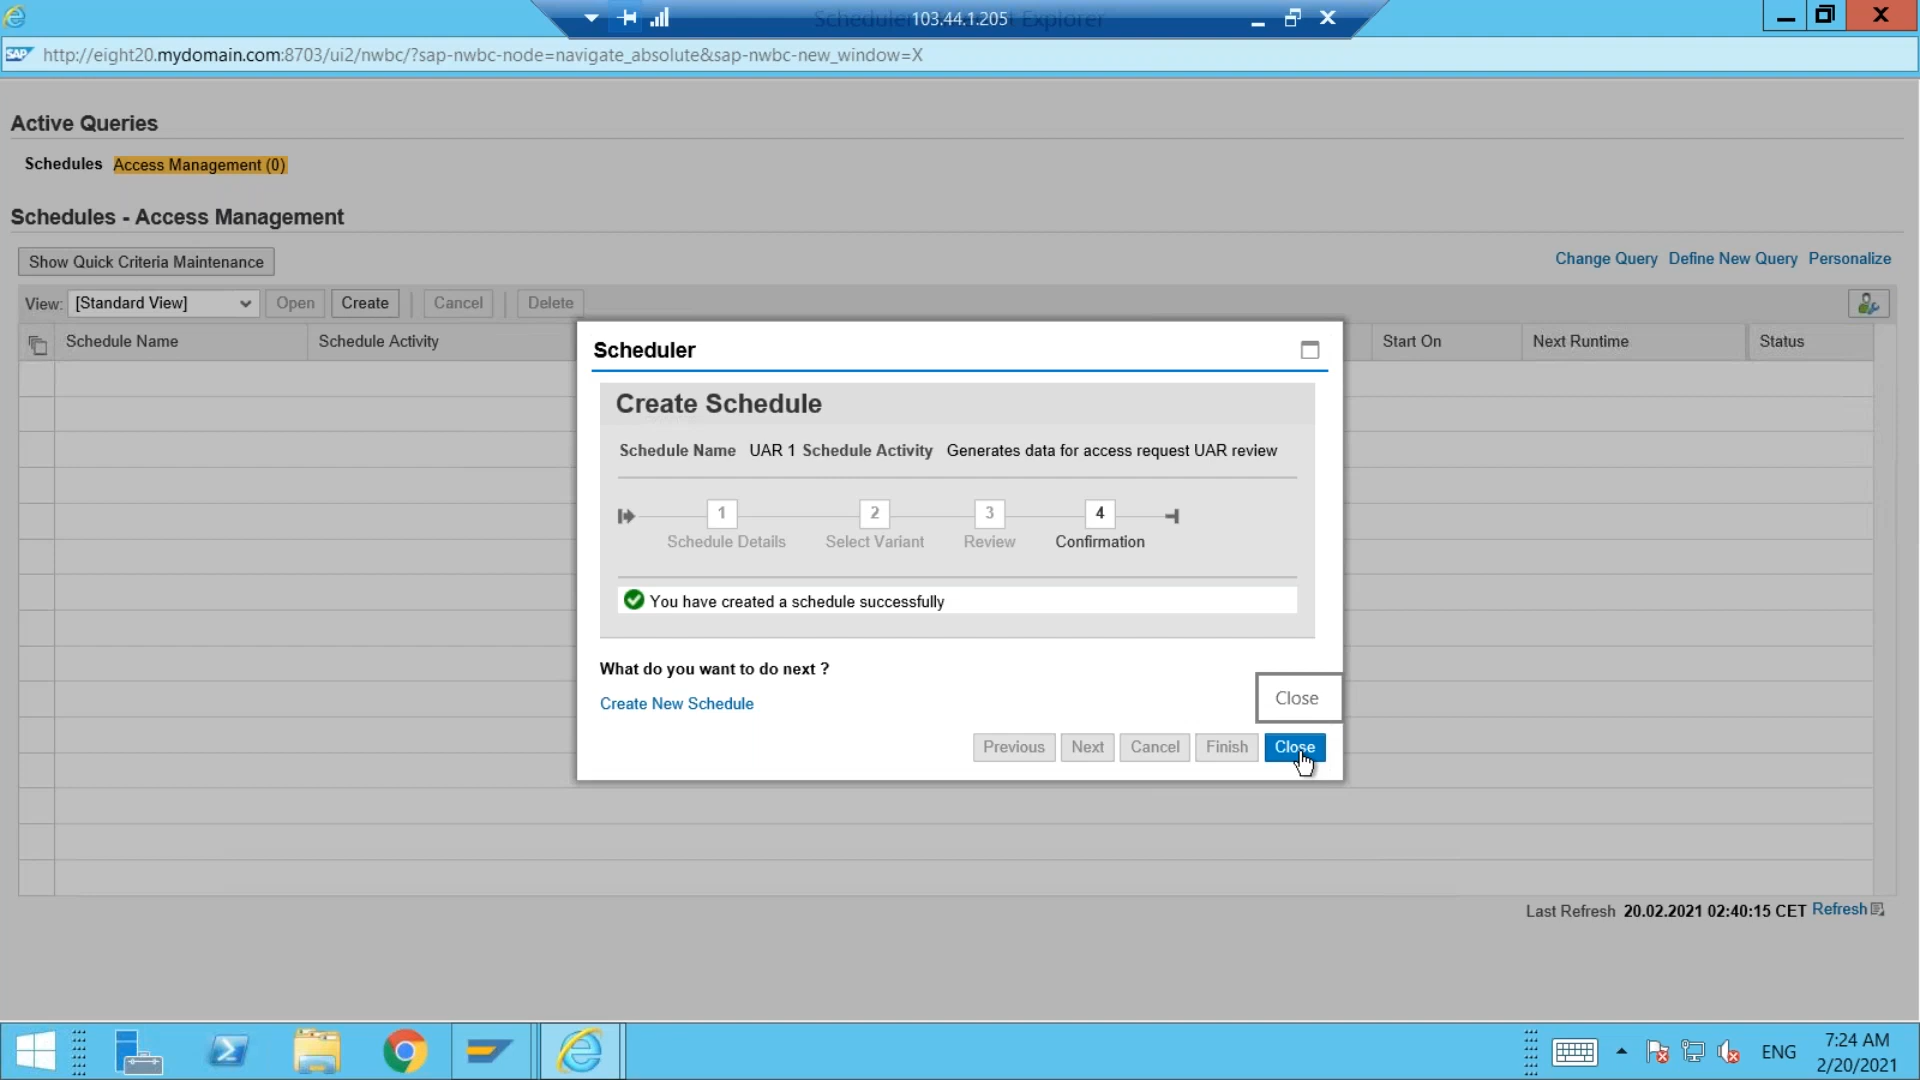 Scheduler - Internet Explorer
103.44.1.205
SAP http://eight20.mydomain.com:8703/ui2/nwbc/?sap-nwbc-node=navigate_absolute&sap-nwbc-new_window=X
Active Queries
Schedules Access Management (0)
Schedules - Access Management
Show Quick Criteria Maintenance
Change Query Define New Query Personalize
View: [Standard View] Open Create Cancel Delete
Schedule Name Schedule Activity Start On Next Runtime Status
Scheduler
Create Schedule
Schedule Name UAR 1 Schedule Activity Generates data for access request UAR review
1 2 3 4
Schedule Details Select Variant Review Confirmation
You have created a schedule successfully
What do you want to do next ?
Create New Schedule
Close
Previous Next Cancel Finish Close
Last Refresh 20.02.2021 02:40:15 CET Refresh
ENG
7:24 AM
2/20/2021